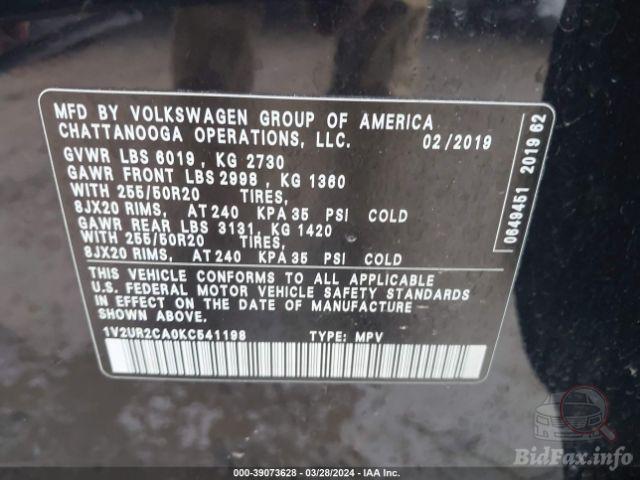 MFD BY VOLKSWAGEN GROUP OF AMERICA
CHATTANOOGA OPERATIONS, LLC. 02/2019
GVWR LBS 6019 , KG 2730
GAWR FRONT LBS 2998 , KG 1360
WITH 255/50R20 TIRES,
8JX20 RIMS, AT 240 KPA 35 PSI COLD
GAWR REAR LBS 3131, KG 1420
WITH 255/50R20 TIRES,
8JX20 RIMS, AT 240 KPA 35 PSI COLD
THIS VEHICLE CONFORMS TO ALL APPLICABLE
U.S. FEDERAL MOTOR VEHICLE SAFETY STANDARDS
IN EFFECT ON THE DATE OF MANUFACTURE
SHOWN ABOVE.
1V2UR2CA0KC541198 TYPE: MPV
0649451 2019 62
BidFax.info
000-39073628 - 03/28/2024 - IAA Inc.